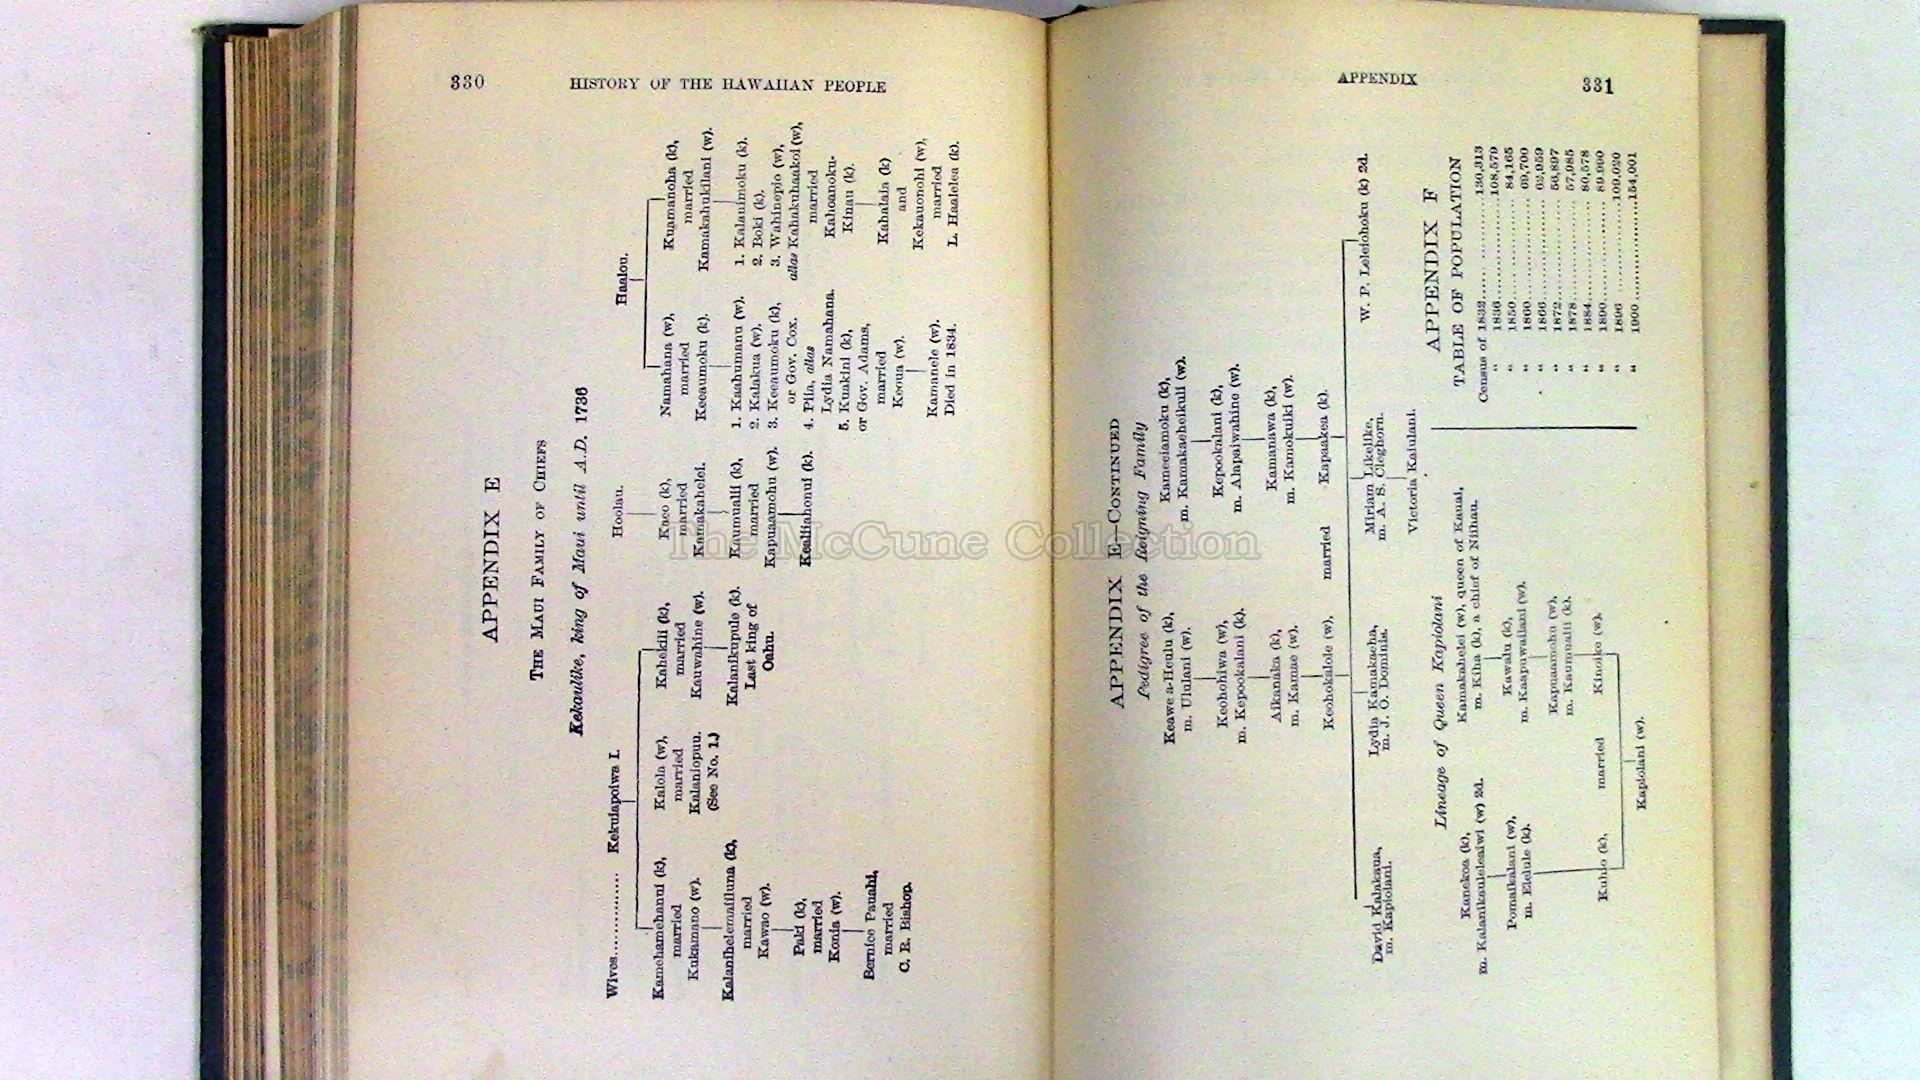 330
HISTORY OF THE HAWAIIAN PEOPLE
APPENDIX E
THE MAUI FAMILY OF CHIEFS
Kekaulike, king of Maui until A.D. 1736
Wives.............. Kekuiapoiwa I.
Hoolau.
Haalou.
Kamehamehanui (k),
married
Kukamano (w).
Kalanihelemaiiluna (k),
married
Kawao (w).
Paki (k),
married
Konia (w).
Bernice Pauahi,
married
C. R. Bishop.
Kalola (w),
married
Kalaniopuu.
(See No. 1.)
Kahekili (k),
married
Kauwahine (w).
Kalanikupule (k).
Last king of
Oahu.
Kaeo (k),
married
Kamakahelei.
Kaumualii (k),
married
Kapuaamohu (w).
Kealiiahonui (k).
Namahana (w),
married
Keeaumoku (k).
1. Kaahumanu (w).
2. Kalakua (w).
3. Keeaumoku (k),
or Gov. Cox.
4. Piia, alias
Lydia Namahana.
5. Kuakini (k),
or Gov. Adams,
married
Keoua (w).
Kamanele (w).
Died in 1834.
Kuamanoha (k),
married
Kamakahukilani (w).
1. Kalauimoku (k).
2. Boki (k).
3. Wahinepio (w),
alias Kahakuhaakoi (w),
married
Kahoanoku-
Kinau (k).
Kahalaia (k)
and
Kekauonohi (w),
married
L. Haalelea (k).
APPENDIX
331
APPENDIX E—CONTINUED
Pedigree of the Reigning Family
Keawe a-Heulu (k),
m. Ululani (w).
Keohohiwa (w),
m. Kepookalani (k).
Aikanaka (k),
m. Kamae (w).
Keohokalole (w),
married
Kameeiamoku (k),
m. Kamakaeheikuli (w).
Kepookalani (k),
m. Alapaiwahine (w).
Kamanawa (k),
m. Kamokuiki (w).
Kapaakea (k).
David Kalakaua,
m. Kapiolani.
Lydia Kamakaeha,
m. J. O. Dominis.
Miriam Likelike,
m. A. S. Cleghorn.
Victoria Kaiulani.
W. P. Leleiohoku (k) 2d.
Lineage of Queen Kapiolani
Kanekoa (k),
m. Kalanikauleleaiwi (w) 2d.
Pomaikalani (w),
m. Elelule (k).
Kuhio (k),
married
Kamakahelei (w), queen of Kauai,
m. Kiha (k), a chief of Niihau.
Kawalu (k),
m. Kaapuwailani (w).
Kapuaamoku (w),
m. Kaumualii (k).
Kinoike (w).
Kapiolani (w).
APPENDIX F
TABLE OF POPULATION
Census of 1832.................... 130,313
" 1836.................... 108,579
" 1850.................... 84,165
" 1860.................... 69,700
" 1866.................... 62,959
" 1872.................... 56,897
" 1878.................... 57,985
" 1884.................... 80,578
" 1890.................... 89,990
" 1896.................... 109,020
" 1900.................... 154,001
The McCune Collection